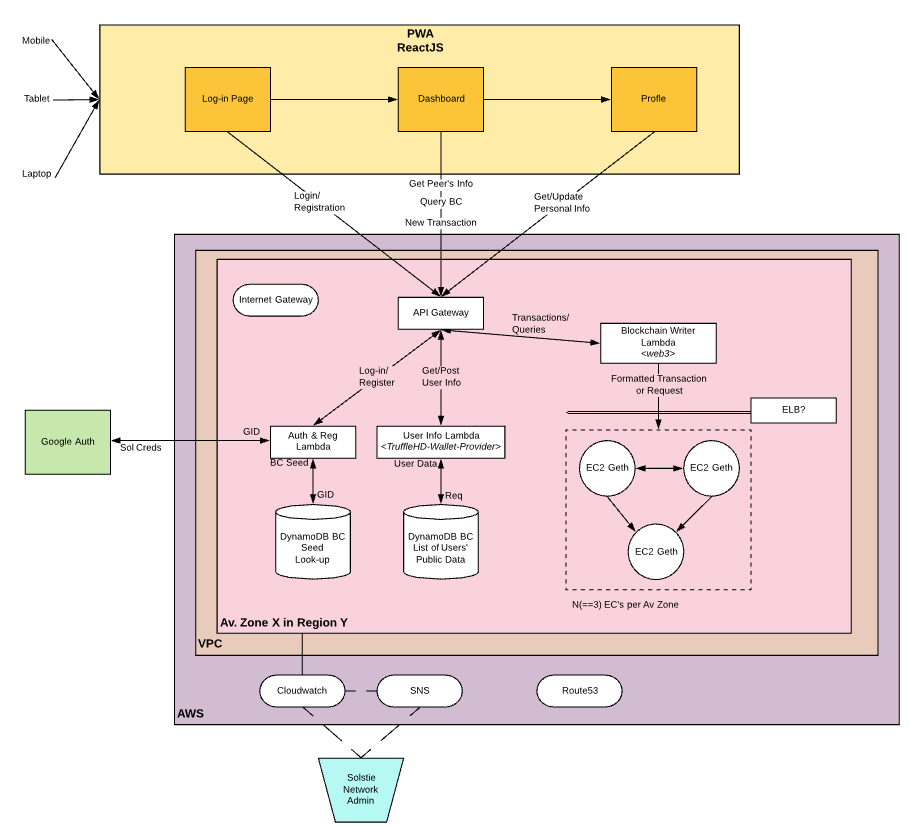 PWA
ReactJS
Mobile
Tablet
Laptop
Log-in Page
Dashboard
Profle
Login/
Registration
Get Peer's Info
Query BC
New Transaction
Get/Update
Personal Info
Internet Gateway
API Gateway
Transactions/
Queries
Blockchain Writer
Lambda
<web3>
Log-in/
Register
Get/Post
User Info
Formatted Transaction
or Request
ELB?
Google Auth
Sol Creds
GID
Auth & Reg
Lambda
BC Seed
User Info Lambda
<TruffleHD-Wallet-Provider>
User Data
GID
Req
EC2 Geth
EC2 Geth
EC2 Geth
DynamoDB BC
Seed
Look-up
DynamoDB BC
List of Users'
Public Data
N(==3) EC's per Av Zone
Av. Zone X in Region Y
VPC
Cloudwatch
SNS
Route53
AWS
Solstie
Network
Admin